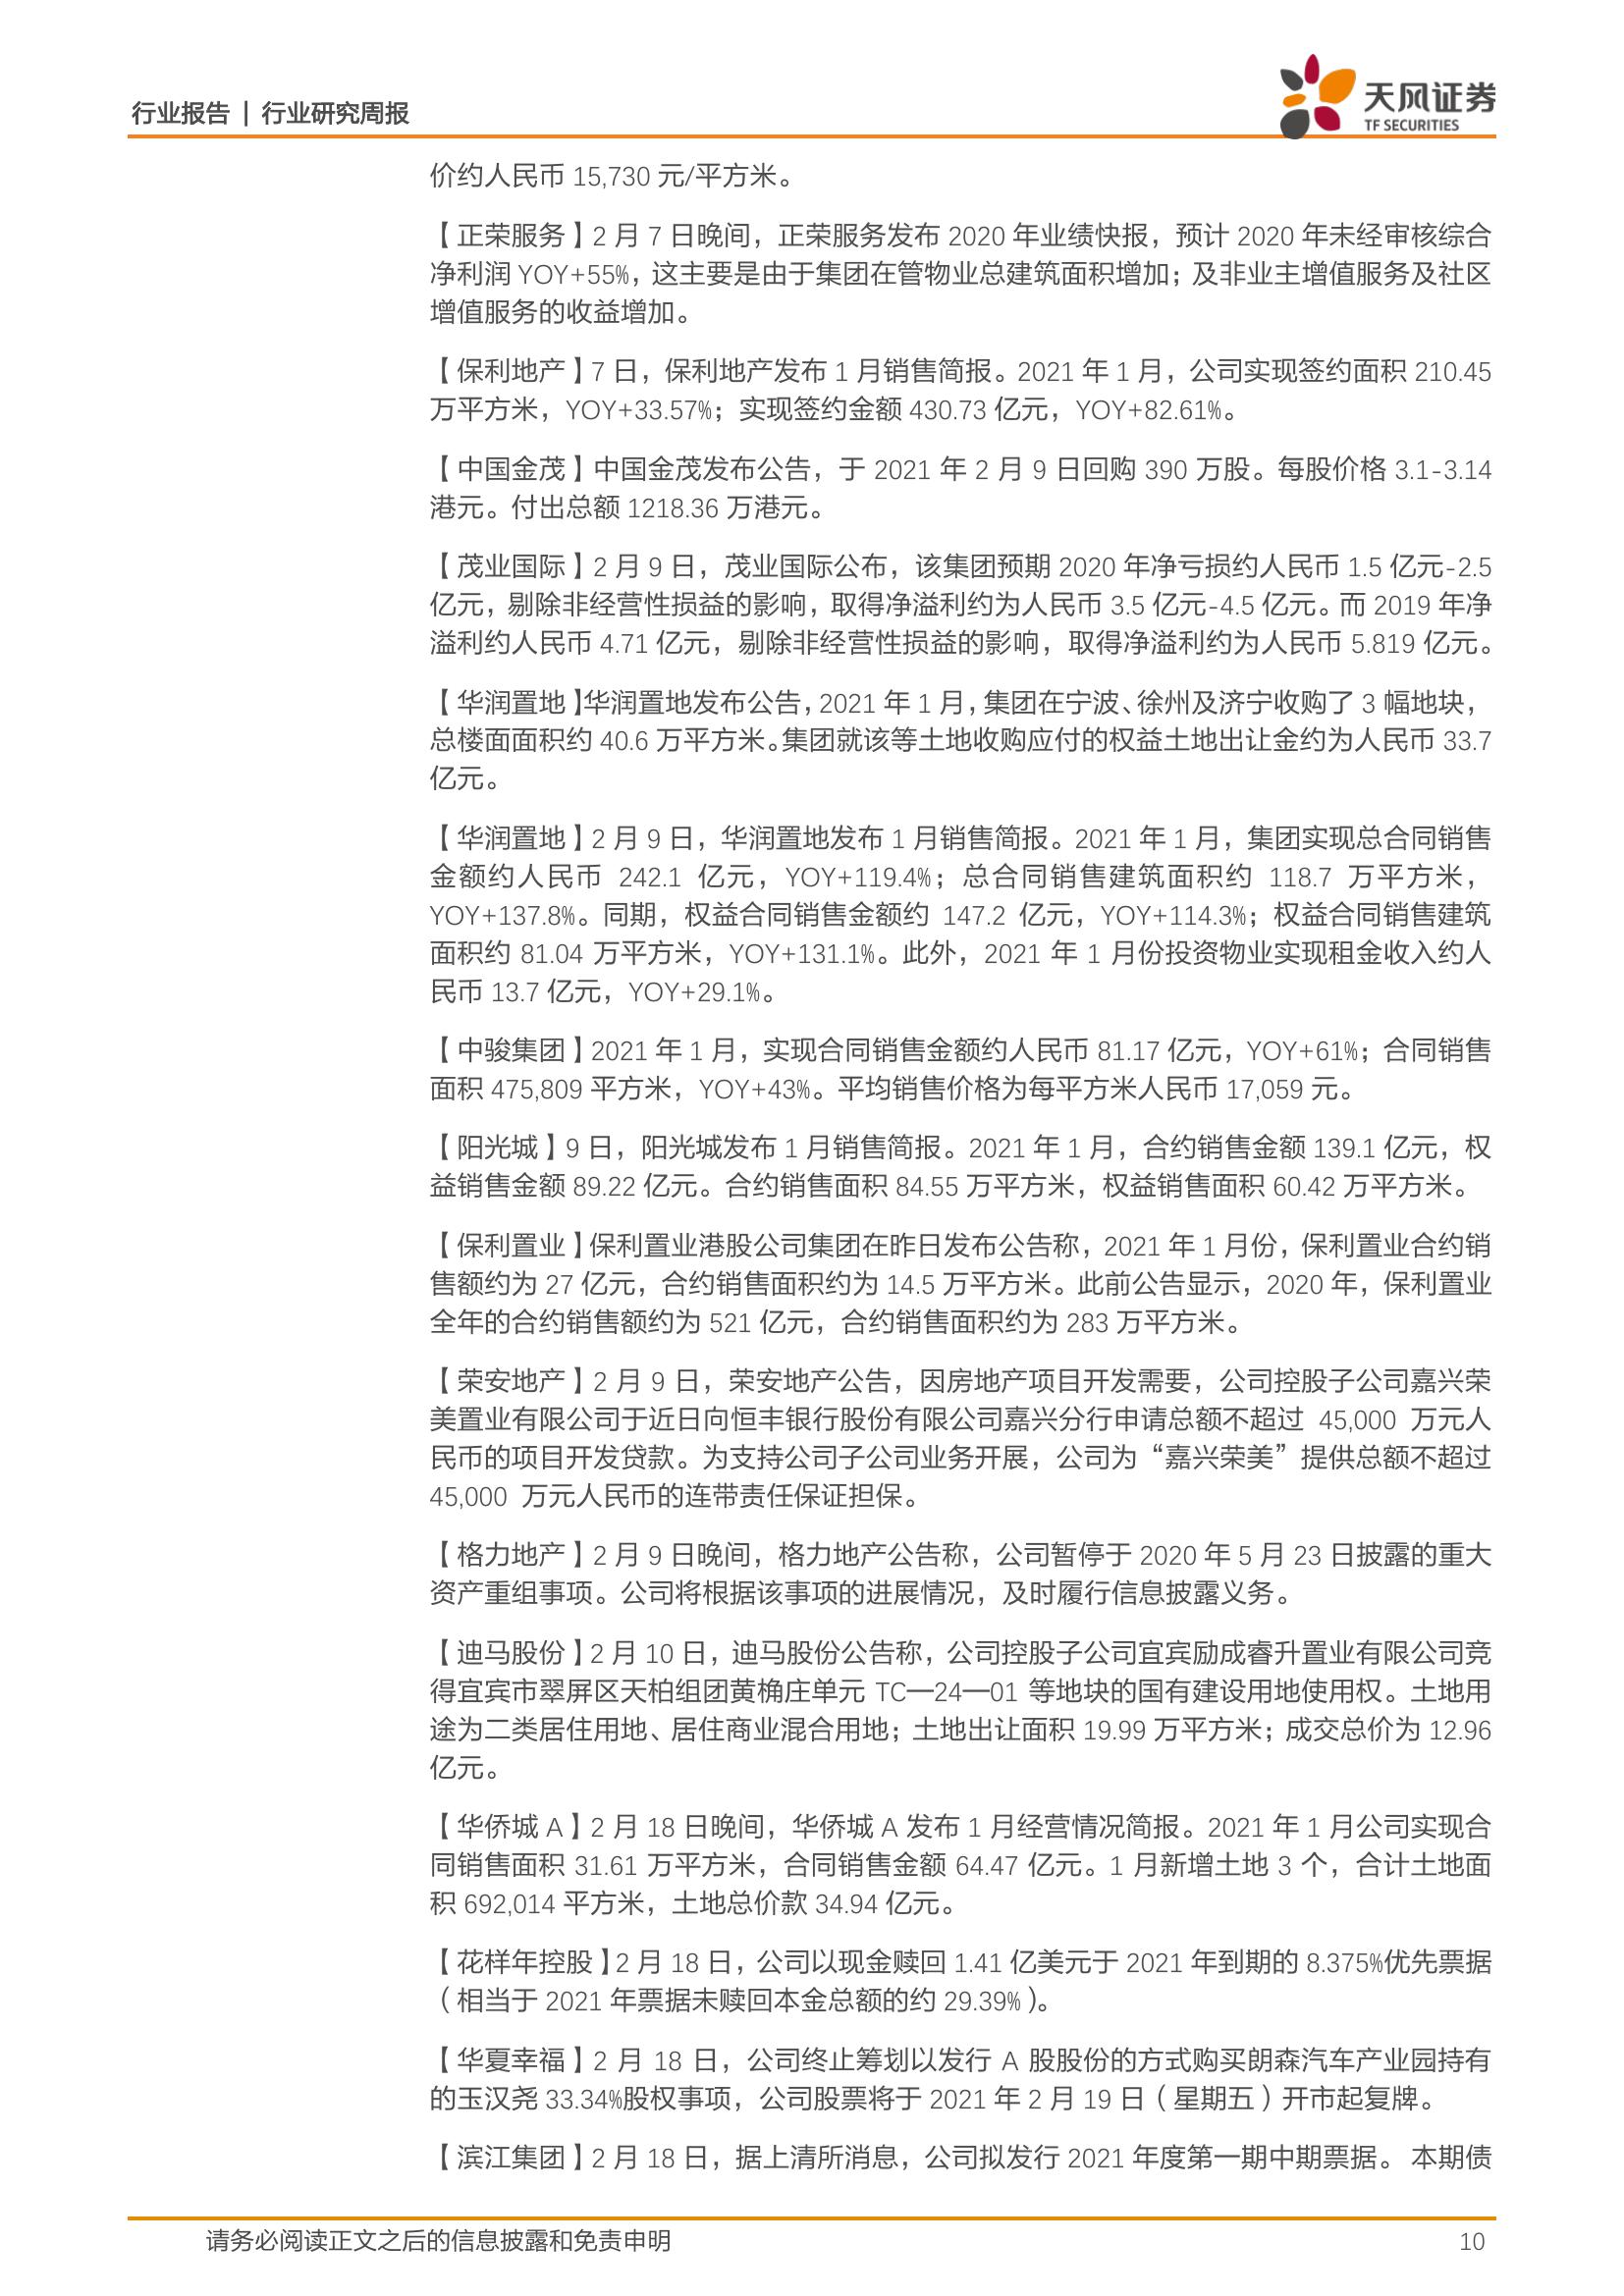 行业报告 | 行业研究周报
天风证券
TF SECURITIES
价约人民币 15,730 元/平方米。
【正荣服务】2 月 7 日晚间，正荣服务发布 2020 年业绩快报，预计 2020 年未经审核综合
净利润 YOY+55%，这主要是由于集团在管物业总建筑面积增加；及非业主增值服务及社区
增值服务的收益增加。
【保利地产】7 日，保利地产发布 1 月销售简报。2021 年 1 月，公司实现签约面积 210.45
万平方米，YOY+33.57%；实现签约金额 430.73 亿元，YOY+82.61%。
【中国金茂】中国金茂发布公告，于 2021 年 2 月 9 日回购 390 万股。每股价格 3.1-3.14
港元。付出总额 1218.36 万港元。
【茂业国际】2 月 9 日，茂业国际公布，该集团预期 2020 年净亏损约人民币 1.5 亿元-2.5
亿元，剔除非经营性损益的影响，取得净溢利约为人民币 3.5 亿元-4.5 亿元。而 2019 年净
溢利约人民币 4.71 亿元，剔除非经营性损益的影响，取得净溢利约为人民币 5.819 亿元。
【华润置地】华润置地发布公告，2021 年 1 月，集团在宁波、徐州及济宁收购了 3 幅地块，
总楼面面积约 40.6 万平方米。集团就该等土地收购应付的权益土地出让金约为人民币 33.7
亿元。
【华润置地】2 月 9 日，华润置地发布 1 月销售简报。2021 年 1 月，集团实现总合同销售
金额约人民币 242.1 亿元，YOY+119.4%；总合同销售建筑面积约 118.7 万平方米，
YOY+137.8%。同期，权益合同销售金额约 147.2 亿元，YOY+114.3%；权益合同销售建筑
面积约 81.04 万平方米，YOY+131.1%。此外，2021 年 1 月份投资物业实现租金收入约人
民币 13.7 亿元，YOY+29.1%。
【中骏集团】2021 年 1 月，实现合同销售金额约人民币 81.17 亿元，YOY+61%；合同销售
面积 475,809 平方米，YOY+43%。平均销售价格为每平方米人民币 17,059 元。
【阳光城】9 日，阳光城发布 1 月销售简报。2021 年 1 月，合约销售金额 139.1 亿元，权
益销售金额 89.22 亿元。合约销售面积 84.55 万平方米，权益销售面积 60.42 万平方米。
【保利置业】保利置业港股公司集团在昨日发布公告称，2021 年 1 月份，保利置业合约销
售额约为 27 亿元，合约销售面积约为 14.5 万平方米。此前公告显示，2020 年，保利置业
全年的合约销售额约为 521 亿元，合约销售面积约为 283 万平方米。
【荣安地产】2 月 9 日，荣安地产公告，因房地产项目开发需要，公司控股子公司嘉兴荣
美置业有限公司于近日向恒丰银行股份有限公司嘉兴分行申请总额不超过 45,000 万元人
民币的项目开发贷款。为支持公司子公司业务开展，公司为“嘉兴荣美”提供总额不超过
45,000 万元人民币的连带责任保证担保。
【格力地产】2 月 9 日晚间，格力地产公告称，公司暂停于 2020 年 5 月 23 日披露的重大
资产重组事项。公司将根据该事项的进展情况，及时履行信息披露义务。
【迪马股份】2 月 10 日，迪马股份公告称，公司控股子公司宜宾励成睿升置业有限公司竞
得宜宾市翠屏区天柏组团黄桷庄单元 TC—24—01 等地块的国有建设用地使用权。土地用
途为二类居住用地、居住商业混合用地；土地出让面积 19.99 万平方米；成交总价为 12.96
亿元。
【华侨城 A】2 月 18 日晚间，华侨城 A 发布 1 月经营情况简报。2021 年 1 月公司实现合
同销售面积 31.61 万平方米，合同销售金额 64.47 亿元。1 月新增土地 3 个，合计土地面
积 692,014 平方米，土地总价款 34.94 亿元。
【花样年控股】2 月 18 日，公司以现金赎回 1.41 亿美元于 2021 年到期的 8.375%优先票据
（相当于 2021 年票据未赎回本金总额的约 29.39%）。
【华夏幸福】2 月 18 日，公司终止筹划以发行 A 股股份的方式购买朗森汽车产业园持有
的玉汉尧 33.34%股权事项，公司股票将于 2021 年 2 月 19 日（星期五）开市起复牌。
【滨江集团】2 月 18 日，据上清所消息，公司拟发行 2021 年度第一期中期票据。 本期债
请务必阅读正文之后的信息披露和免责申明
10